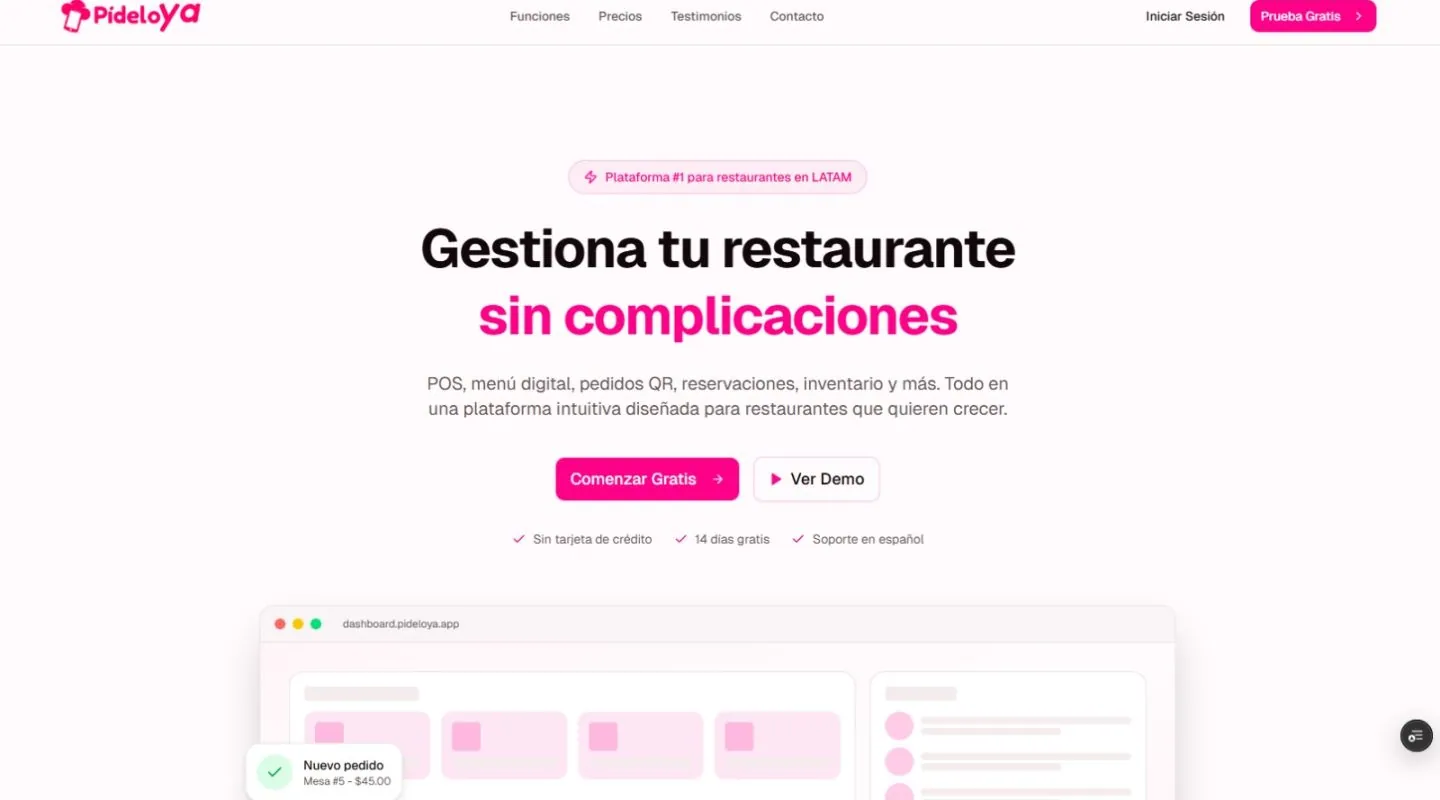 PídeloYa
Funciones
Precios
Testimonios
Contacto
Iniciar Sesión
Prueba Gratis
Plataforma #1 para restaurantes en LATAM
Gestiona tu restaurante
sin complicaciones
POS, menú digital, pedidos QR, reservaciones, inventario y más. Todo en
una plataforma intuitiva diseñada para restaurantes que quieren crecer.
Comenzar Gratis
Ver Demo
Sin tarjeta de crédito
14 días gratis
Soporte en español
dashboard.pideloya.app
Nuevo pedido
Mesa #5 - $45.00